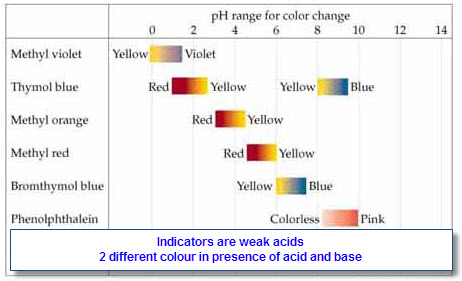 pH range for color change
0 2 4 6 8 10 12 14
Methyl violet Yellow Violet
Thymol blue Red Yellow Yellow Blue
Methyl orange Red Yellow
Methyl red Red Yellow
Bromthymol blue Yellow Blue
Phenolphthalein Colorless Pink
Indicators are weak acids
2 different colour in presence of acid and base